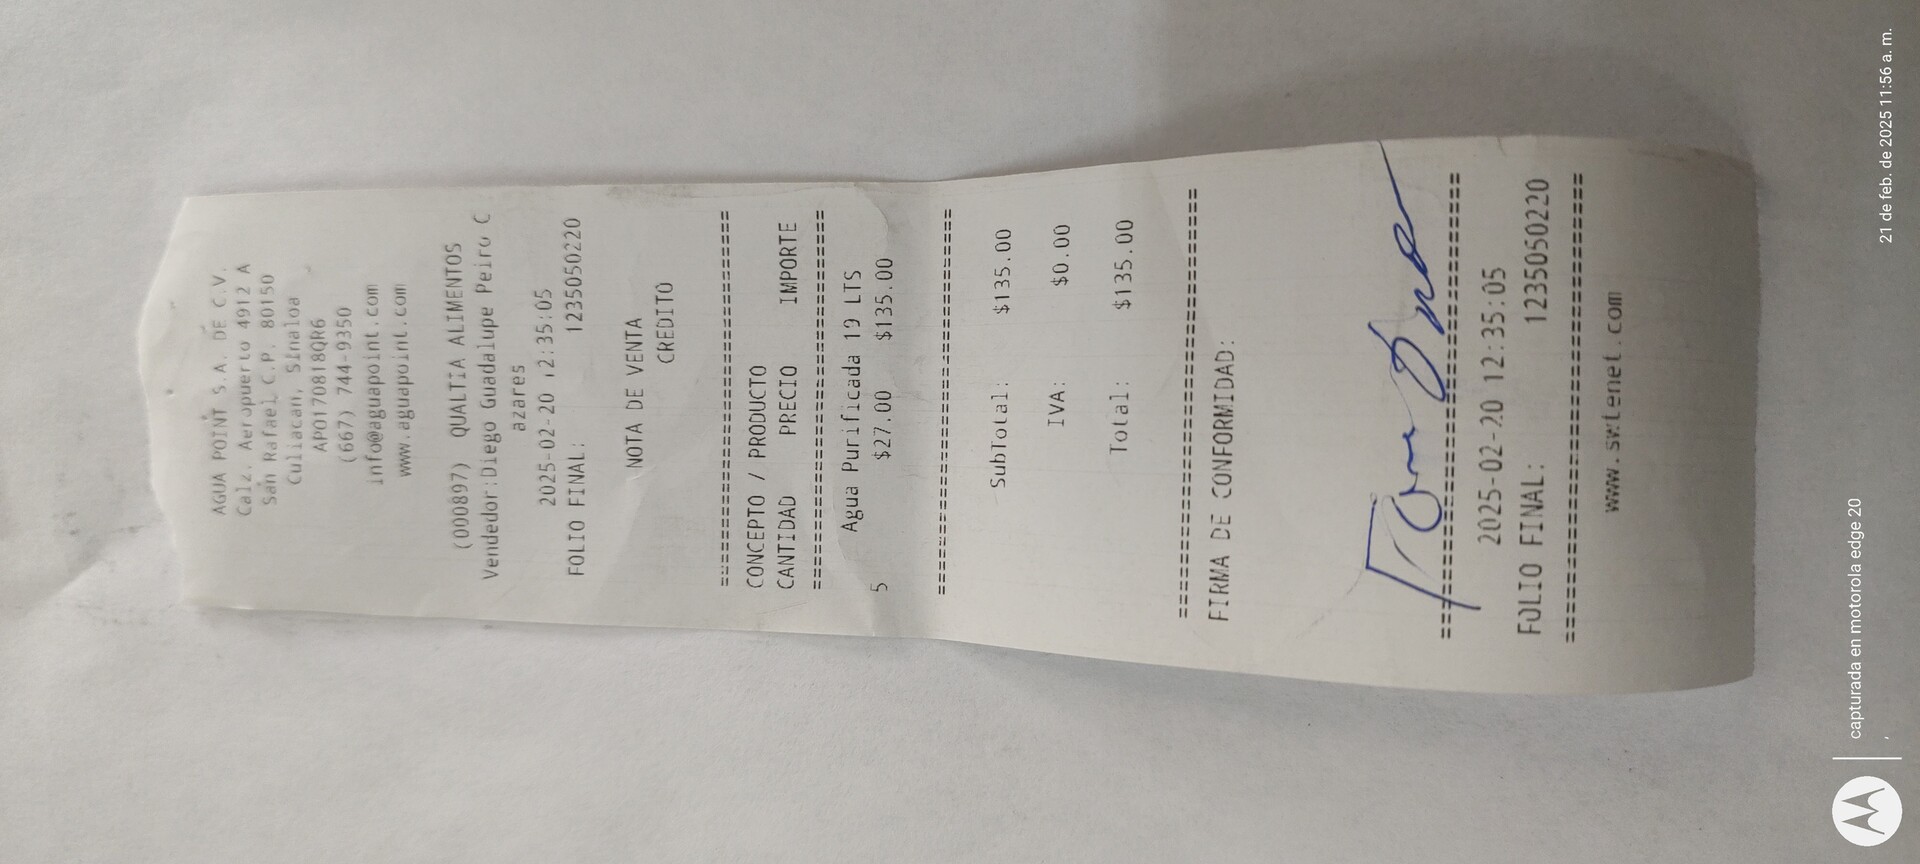 AGUA POINT S.A. DE C.V.
Calz. Aeropuerto 4912 A
San Rafael C.P. 80150
Culiacan, Sinaloa
APO170818QR6
(667) 744-9350
info@aguapoint.com
www.aguapoint.com
(000897) QUALTIA ALIMENTOS
Vendedor:Diego Guadalupe Peiro C
azares
2025-02-20 12:35:05
FOLIO FINAL: 1235050220
NOTA DE VENTA
CREDITO
================================
CONCEPTO / PRODUCTO
CANTIDAD PRECIO IMPORTE
================================
Agua Purificada 19 LTS
5 $27.00 $135.00
================================
SubTotal: $135.00
IVA: $0.00
Total: $135.00
================================
FIRMA DE CONFORMIDAD:
================================
2025-02-20 12:35:05
FOLIO FINAL: 1235050220
================================
www.swtenet.com
capturada en motorola edge 20
21 de feb. de 2025 11:56 a. m.